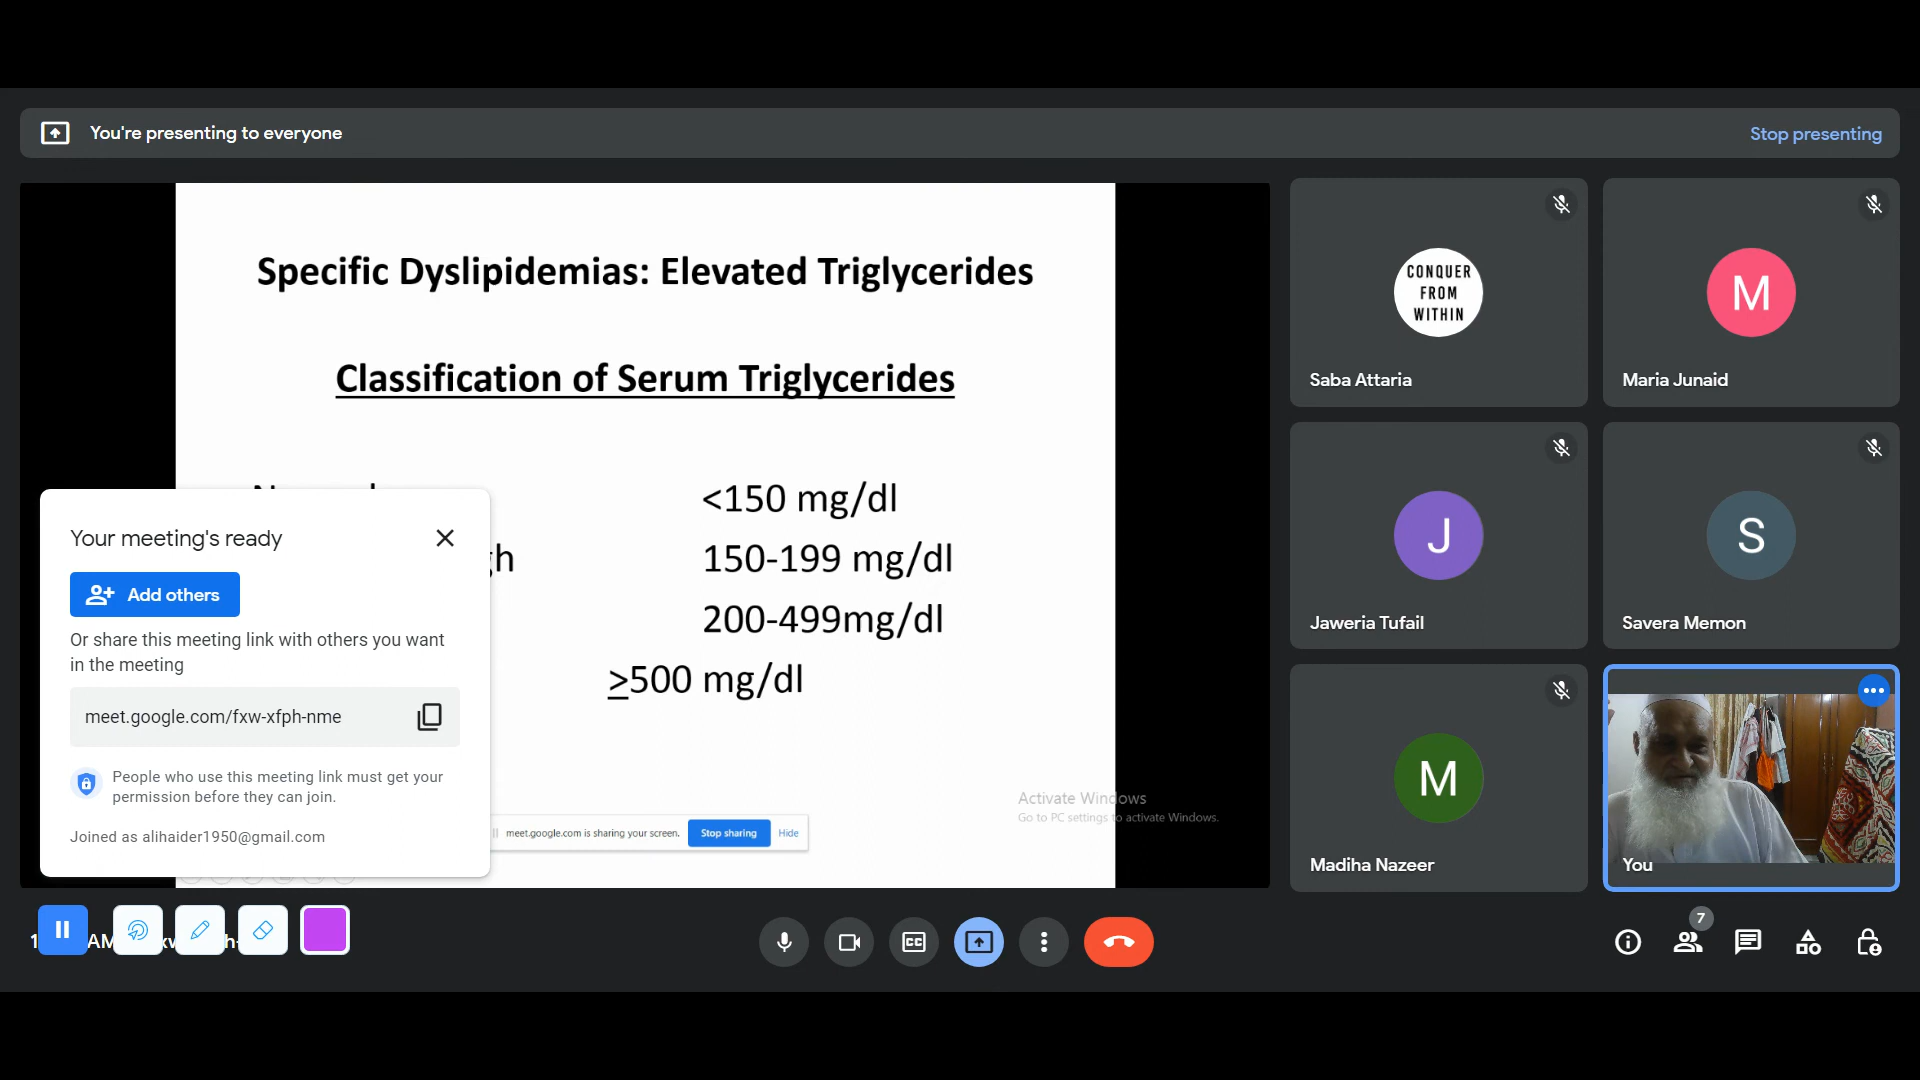 You're presenting to everyone
Stop presenting
Specific Dyslipidemias: Elevated Triglycerides
Classification of Serum Triglycerides
<150 mg/dl
150-199 mg/dl
200-499mg/dl
≥500 mg/dl
Your meeting's ready
Add others
Or share this meeting link with others you want
in the meeting
meet.google.com/fxw-xfph-nme
People who use this meeting link must get your
permission before they can join.
Joined as alihaider1950@gmail.com
meet.google.com is sharing your screen.
Stop sharing
Hide
Activate Windows
Go to PC settings to activate Windows.
CONQUER
FROM
WITHIN
Saba Attaria
M
Maria Junaid
J
Jaweria Tufail
S
Savera Memon
M
Madiha Nazeer
You
AM
CC
7